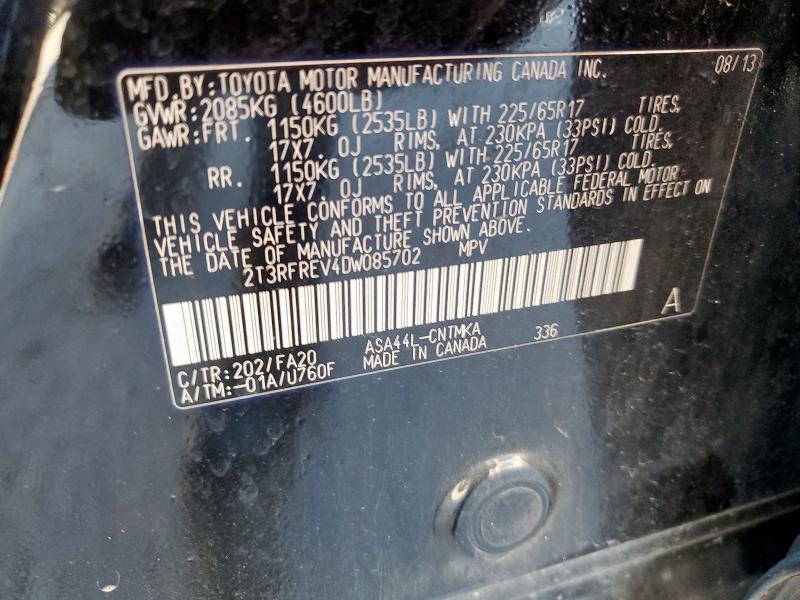 MFD.BY:TOYOTA MOTOR MANUFACTURING CANADA INC. 08/13
GVWR:2085KG (4600LB)
GAWR:FRT. 1150KG (2535LB) WITH 225/65R17 TIRES,
17X7.0J RIMS, AT 230KPA (33PSI) COLD.
RR. 1150KG (2535LB) WITH 225/65R17 TIRES,
17X7.0J RIMS, AT 230KPA (33PSI) COLD.
THIS VEHICLE CONFORMS TO ALL APPLICABLE FEDERAL MOTOR
VEHICLE SAFETY AND THEFT PREVENTION STANDARDS IN EFFECT ON
THE DATE OF MANUFACTURE SHOWN ABOVE.
2T3RFREV4DW085702 MPV
A
C/TR:202/FA20 ASA44L-CNTMKA 336
A/TM:-01A/U760F MADE IN CANADA